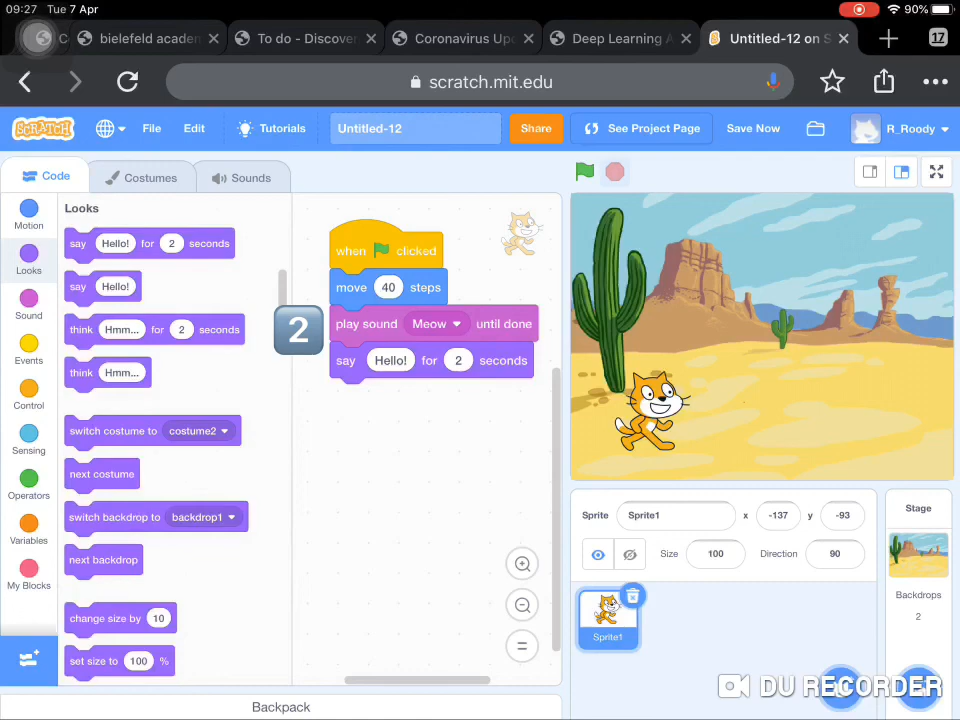 09:27 Tue 7 Apr 90%
bielefeld acaden To do - Discove Coronavirus Up Deep Learning A Untitled-12 on S 17
scratch.mit.edu
SCRATCH File Edit Tutorials Untitled-12 Share See Project Page Save Now R_Roody
Code Costumes Sounds
Motion
Looks
Sound
Events
Control
Sensing
Operators
Variables
My Blocks
Looks
say Hello! for 2 seconds
say Hello!
think Hmm... for 2 seconds
think Hmm...
switch costume to costume2
next costume
switch backdrop to backdrop1
next backdrop
change size by 10
set size to 100 %
2
when clicked
move 40 steps
play sound Meow until done
say Hello! for 2 seconds
Sprite Sprite1 x -137 y -93
Size 100 Direction 90
Sprite1
Stage
Backdrops
2
Backpack
DU RECORDER